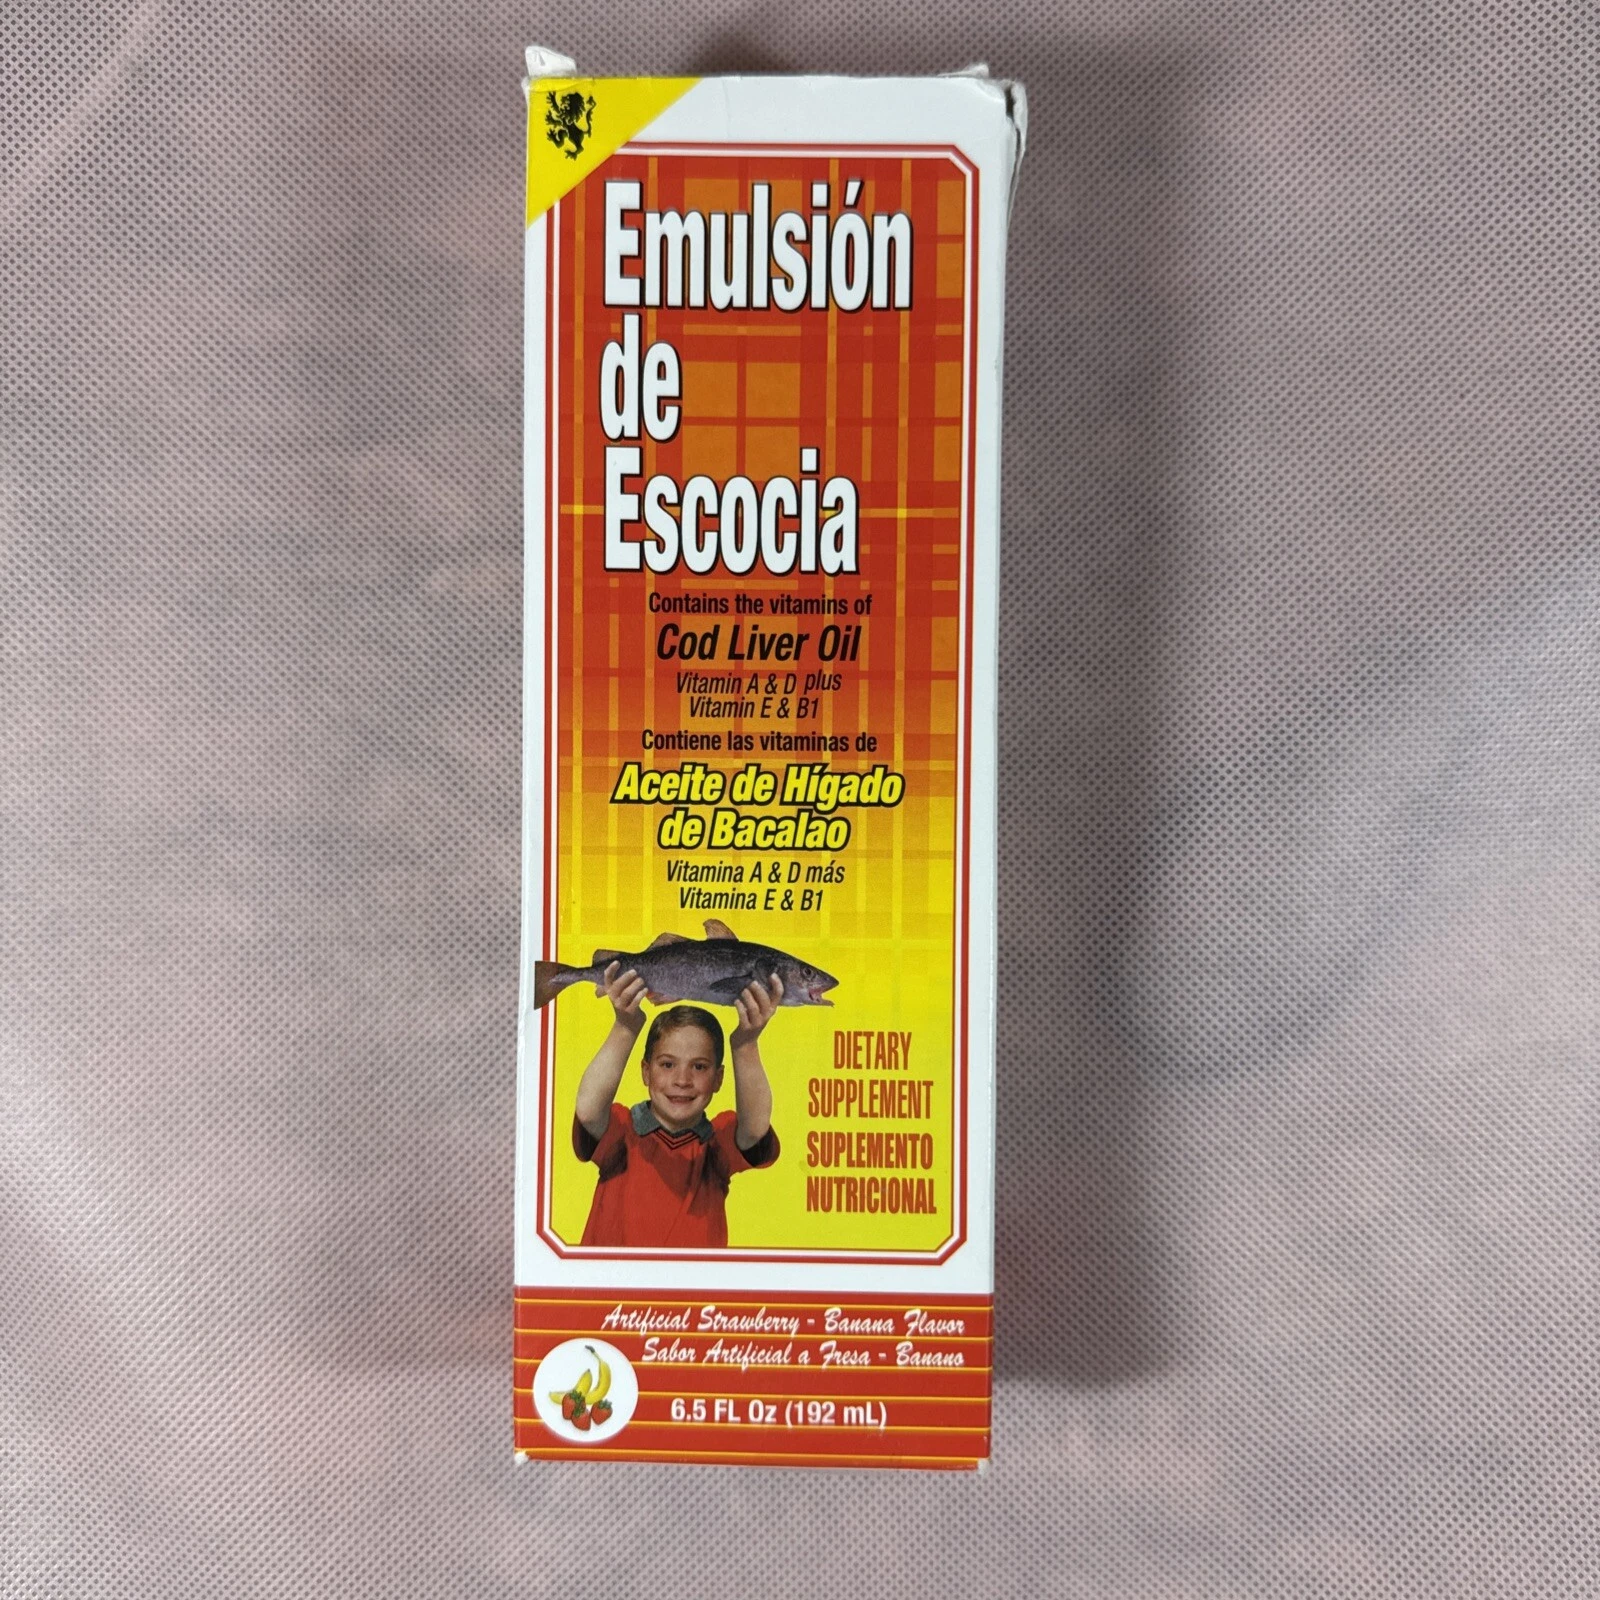 Emulsión
de
Escocia
Contains the vitamins of
Cod Liver Oil
Vitamin A & D plus
Vitamin E & B1
Contiene las vitaminas de
Aceite de Hígado
de Bacalao
Vitamina A & D más
Vitamina E & B1
DIETARY
SUPPLEMENT
SUPLEMENTO
NUTRICIONAL
Artificial Strawberry - Banana Flavor
Sabor Artificial a Fresa - Banano
6.5 FL Oz (192 mL)